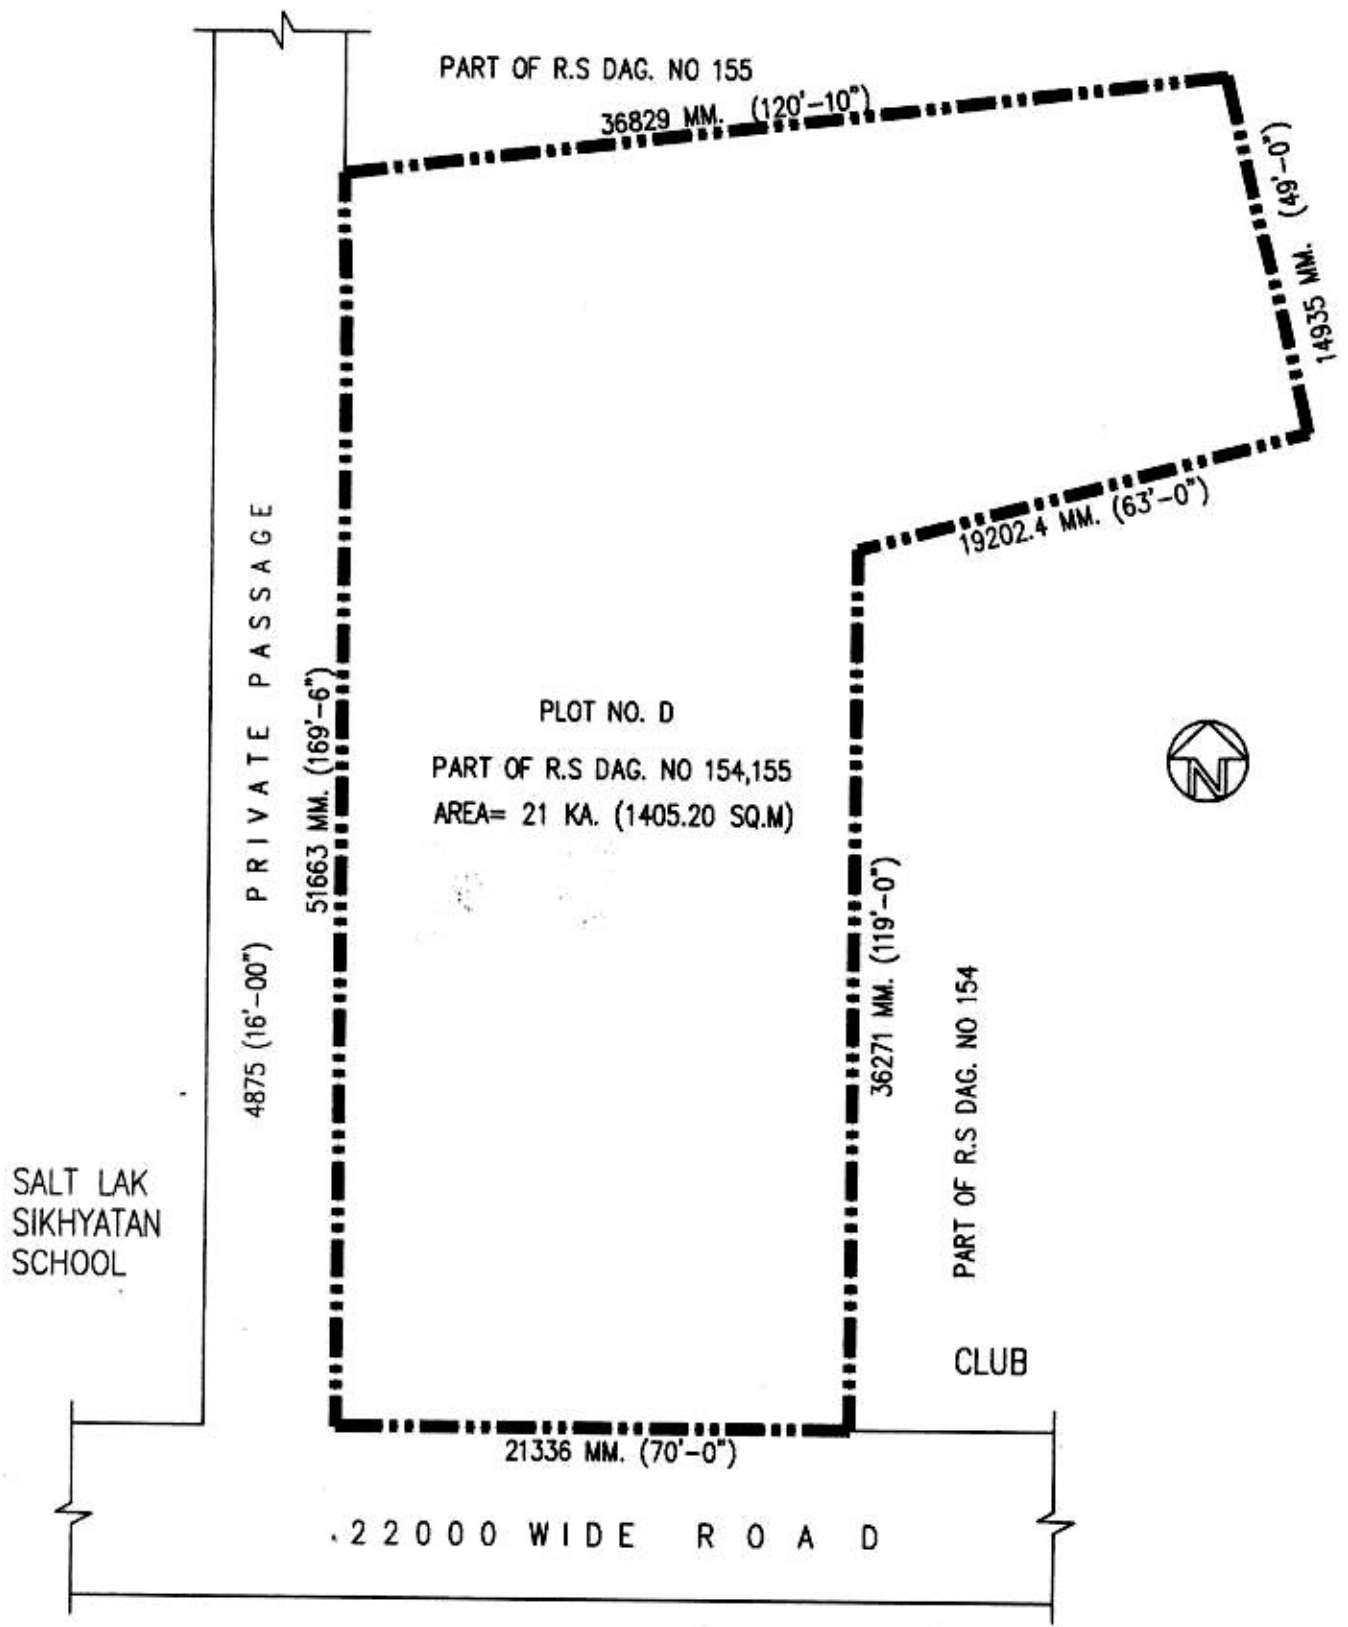 PART OF R.S DAG. NO 155
36829 MM. (120'-10")
14935 MM. (49'-0")
19202.4 MM. (63'-0")
4875 (16'-00") PRIVATE PASSAGE
51663 MM. (169'-6")
PLOT NO. D
PART OF R.S DAG. NO 154,155
AREA= 21 KA. (1405.20 SQ.M)
N
36271 MM. (119'-0")
PART OF R.S DAG. NO 154
SALT LAK
SIKHYATAN
SCHOOL
CLUB
21336 MM. (70'-0")
22000 WIDE ROAD